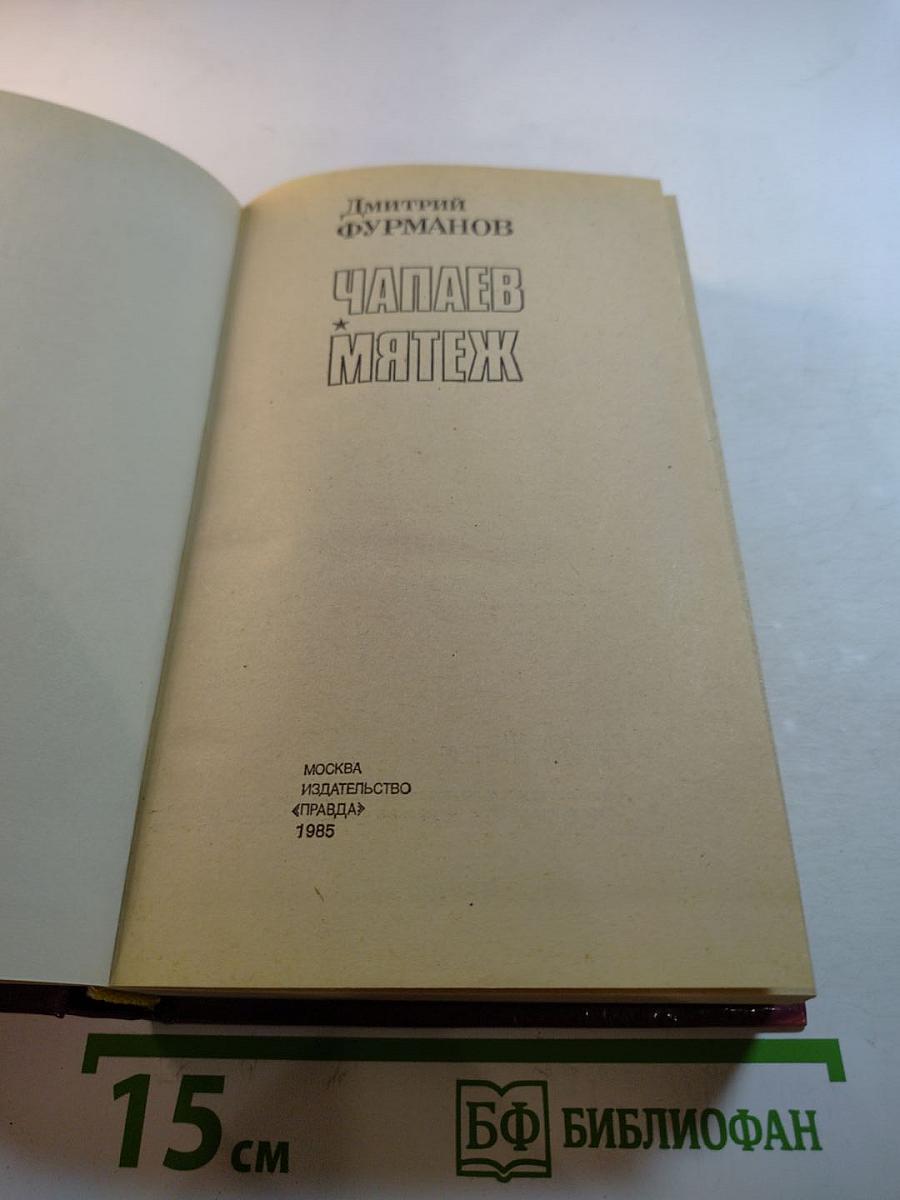 Дмитрий
ФУРМАНОВ
ЧАПАЕВ
★
МЯТЕЖ
МОСКВА
ИЗДАТЕЛЬСТВО
«ПРАВДА»
1985
15 см
БФ БИБЛИОФАН